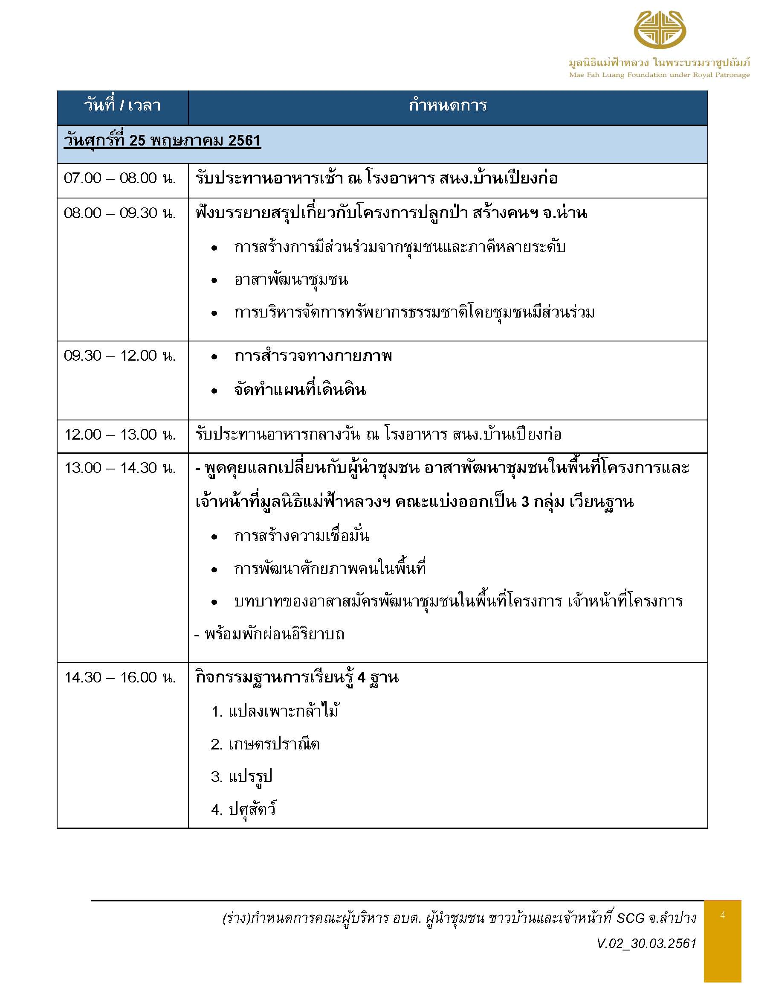 มูลนิธิแม่ฟ้าหลวง ในพระบรมราชูปถัมภ์
Mae Fah Luang Foundation under Royal Patronage
วันที่ / เวลา กำหนดการ
วันศุกร์ที่ 25 พฤษภาคม 2561
07.00 – 08.00 น. รับประทานอาหารเช้า ณ โรงอาหาร สนง.บ้านเปียงก่อ
08.00 – 09.30 น. ฟังบรรยายสรุปเกี่ยวกับโครงการปลูกป่า สร้างคนฯ จ.น่าน
• การสร้างการมีส่วนร่วมจากชุมชนและภาคีหลายระดับ
• อาสาพัฒนาชุมชน
• การบริหารจัดการทรัพยากรธรรมชาติโดยชุมชนมีส่วนร่วม
09.30 – 12.00 น. • การสำรวจทางกายภาพ
• จัดทำแผนที่เดินดิน
12.00 – 13.00 น. รับประทานอาหารกลางวัน ณ โรงอาหาร สนง.บ้านเปียงก่อ
13.00 – 14.30 น. - พูดคุยแลกเปลี่ยนกับผู้นำชุมชน อาสาพัฒนาชุมชนในพื้นที่โครงการและ
เจ้าหน้าที่มูลนิธิแม่ฟ้าหลวงฯ คณะแบ่งออกเป็น 3 กลุ่ม เวียนฐาน
• การสร้างความเชื่อมั่น
• การพัฒนาศักยภาพคนในพื้นที่
• บทบาทของอาสาสมัครพัฒนาชุมชนในพื้นที่โครงการ เจ้าหน้าที่โครงการ
- พร้อมพักผ่อนอิริยาบถ
14.30 – 16.00 น. กิจกรรมฐานการเรียนรู้ 4 ฐาน
1. แปลงเพาะกล้าไม้
2. เกษตรปราณีต
3. แปรรูป
4. ปศุสัตว์
(ร่าง)กำหนดการคณะผู้บริหาร อบต. ผู้นำชุมชน ชาวบ้านและเจ้าหน้าที่ SCG จ.ลำปาง 4
V.02_30.03.2561